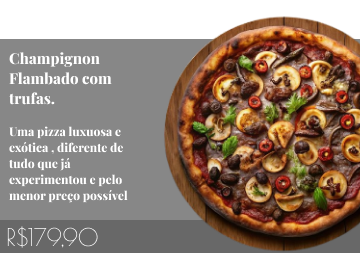 Champignon
Flambado com
trufas.
Uma pizza luxuosa e
exótica , diferente de
tudo que já
experimentou e pelo
menor preço possível
R$179,90